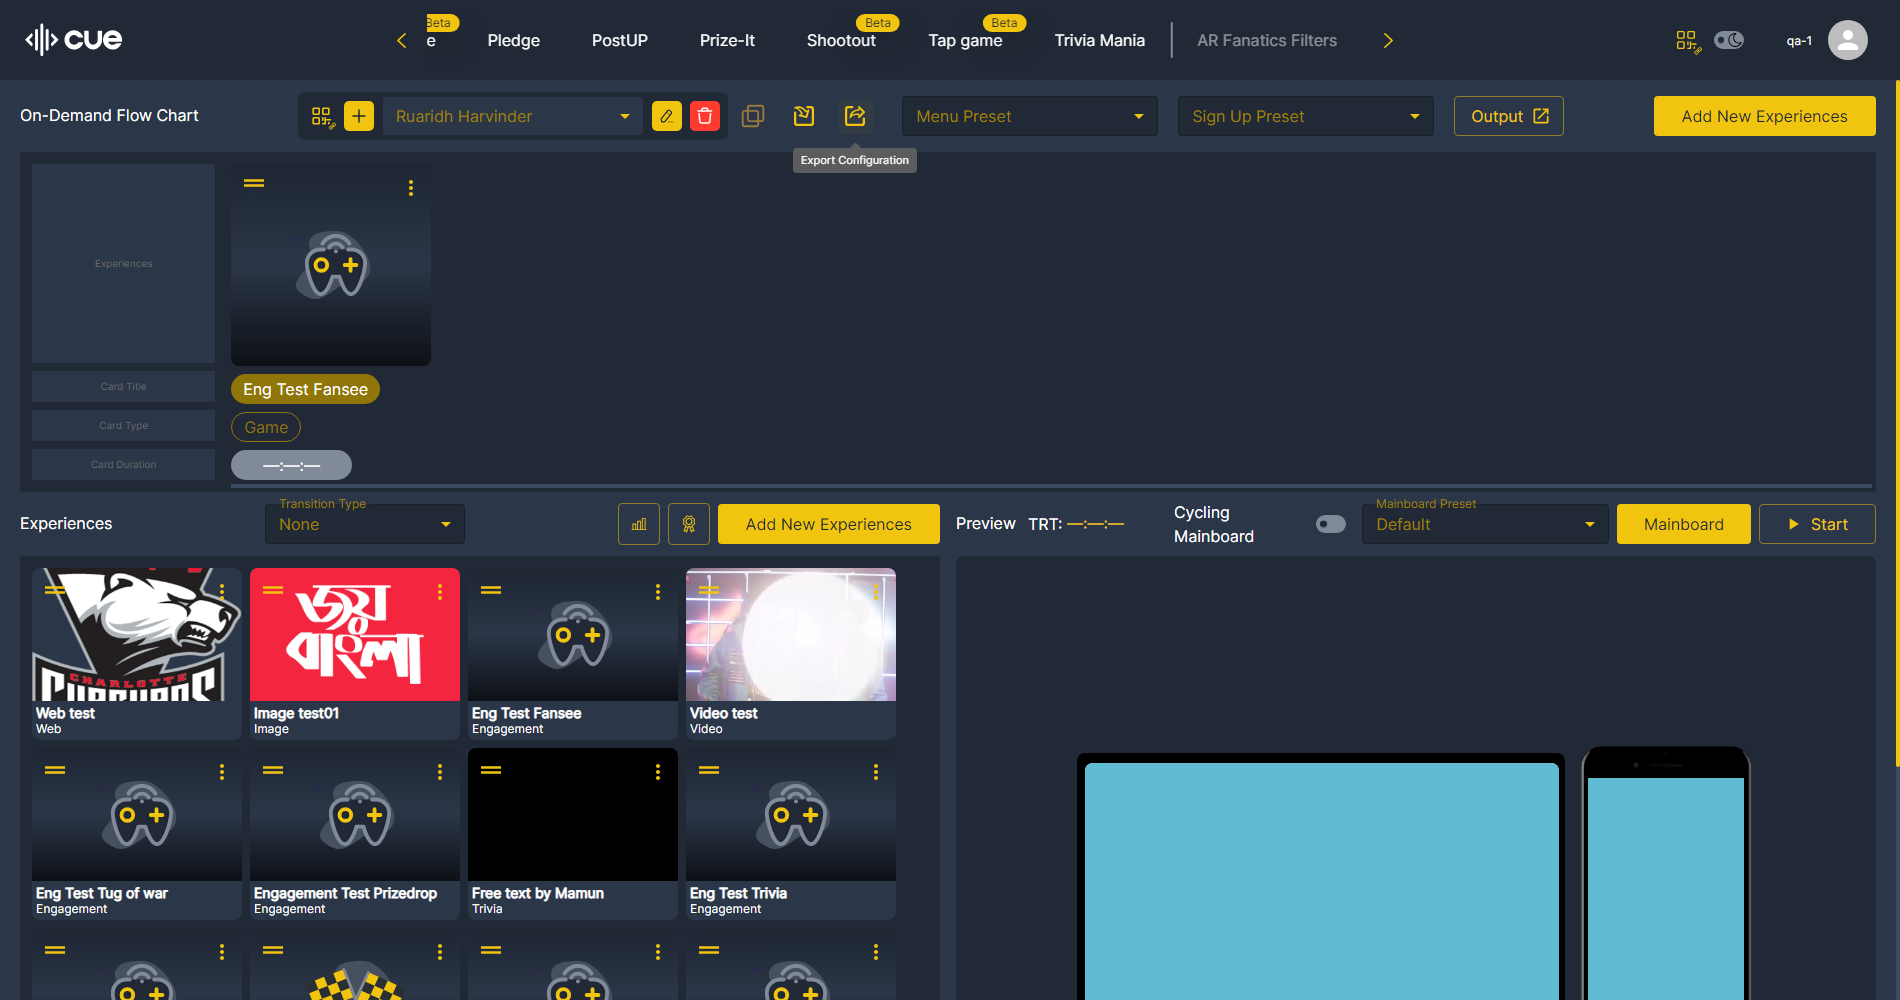 cue
e
Beta
Pledge
PostUP
Prize-It
Shootout
Beta
Tap game
Beta
Trivia Mania
AR Fanatics Filters
qa-1
On-Demand Flow Chart
Ruaridh Harvinder
Menu Preset
Sign Up Preset
Output
Add New Experiences
Export Configuration
Experiences
Card Title
Card Type
Card Duration
Eng Test Fansee
Game
—:—:—
Experiences
Transition Type
None
Add New Experiences
Preview
TRT: —:—:—
Cycling
Mainboard
Mainboard Preset
Default
Mainboard
Start
CHARLOTTE
Web test
Web
জয়
বাংলা
Image test01
Image
Eng Test Fansee
Engagement
Video test
Video
Eng Test Tug of war
Engagement
Engagement Test Prizedrop
Engagement
Free text by Mamun
Trivia
Eng Test Trivia
Engagement